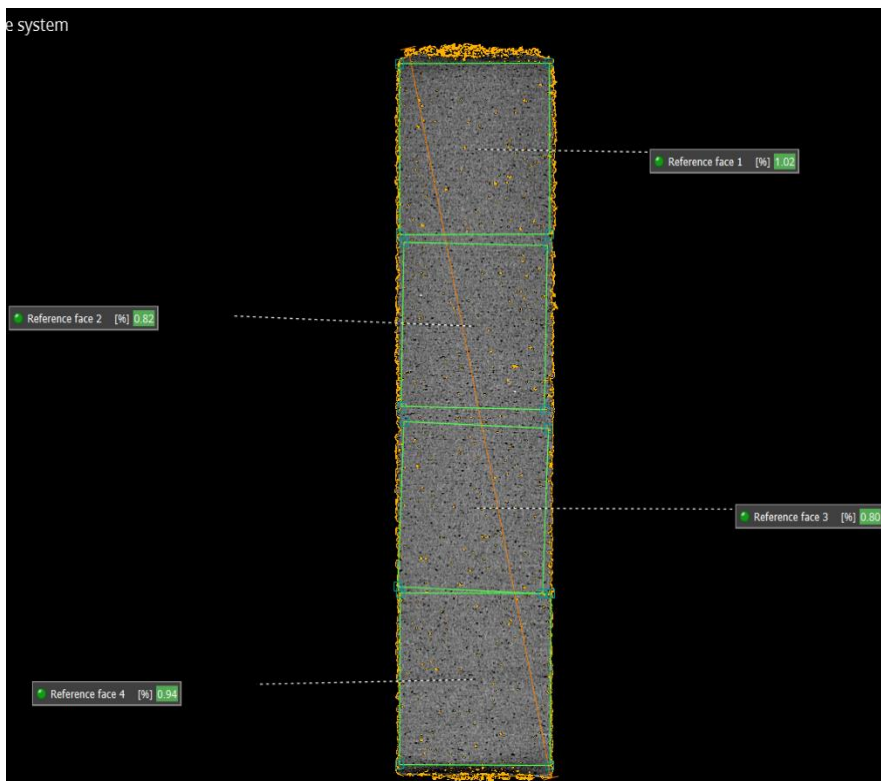 e system
Reference face 1 [%] 1.02
Reference face 2 [%] 0.82
Reference face 3 [%] 0.80
Reference face 4 [%] 0.94